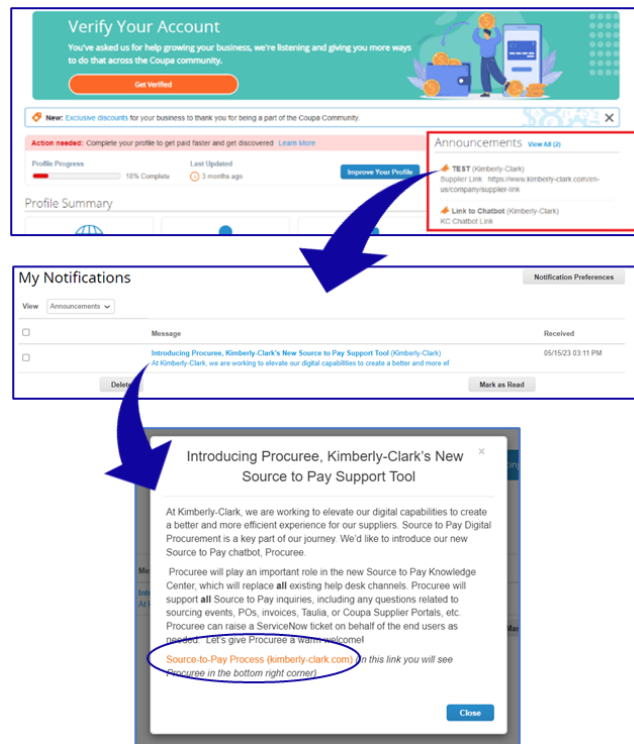 Verify Your Account
You've asked us for help growing your business, we're listening and giving you more ways
to do that across the Coupa community.
Get Verified
New: Exclusive discounts for your business to thank you for being a part of the Coupa Community.
Action needed: Complete your profile to get paid faster and get discovered Learn More
Profile Progress
Last Updated
18% Complete
3 months ago
Improve Your Profile
Profile Summary
Announcements View All (2)
TEST (Kimberly-Clark)
Supplier Link https://www.kimberly-clark.com/en-
us/company/supplier-link
Link to Chatbot (Kimberly-Clark)
KC Chatbot Link
My Notifications
Notification Preferences
View Announcements
Message
Received
Introducing Procuree, Kimberly-Clark's New Source to Pay Support Tool (Kimberly-Clark)
At Kimberly-Clark, we are working to elevate our digital capabilities to create a better and more ef
05/15/23 03:11 PM
Delete
Mark as Read
Introducing Procuree, Kimberly-Clark's New
Source to Pay Support Tool
At Kimberly-Clark, we are working to elevate our digital capabilities to create
a better and more efficient experience for our suppliers. Source to Pay Digital
Procurement is a key part of our journey. We'd like to introduce our new
Source to Pay chatbot, Procuree.
Procuree will play an important role in the new Source to Pay Knowledge
Center, which will replace all existing help desk channels. Procuree will
support all Source to Pay inquiries, including any questions related to
sourcing events, POs, invoices, Taulia, or Coupa Supplier Portals, etc.
Procuree can raise a ServiceNow ticket on behalf of the end users as
needed. Let's give Procuree a warm welcome!
Source-to-Pay Process (kimberly-clark.com) (in this link you will see
Procuree in the bottom right corner)
Close